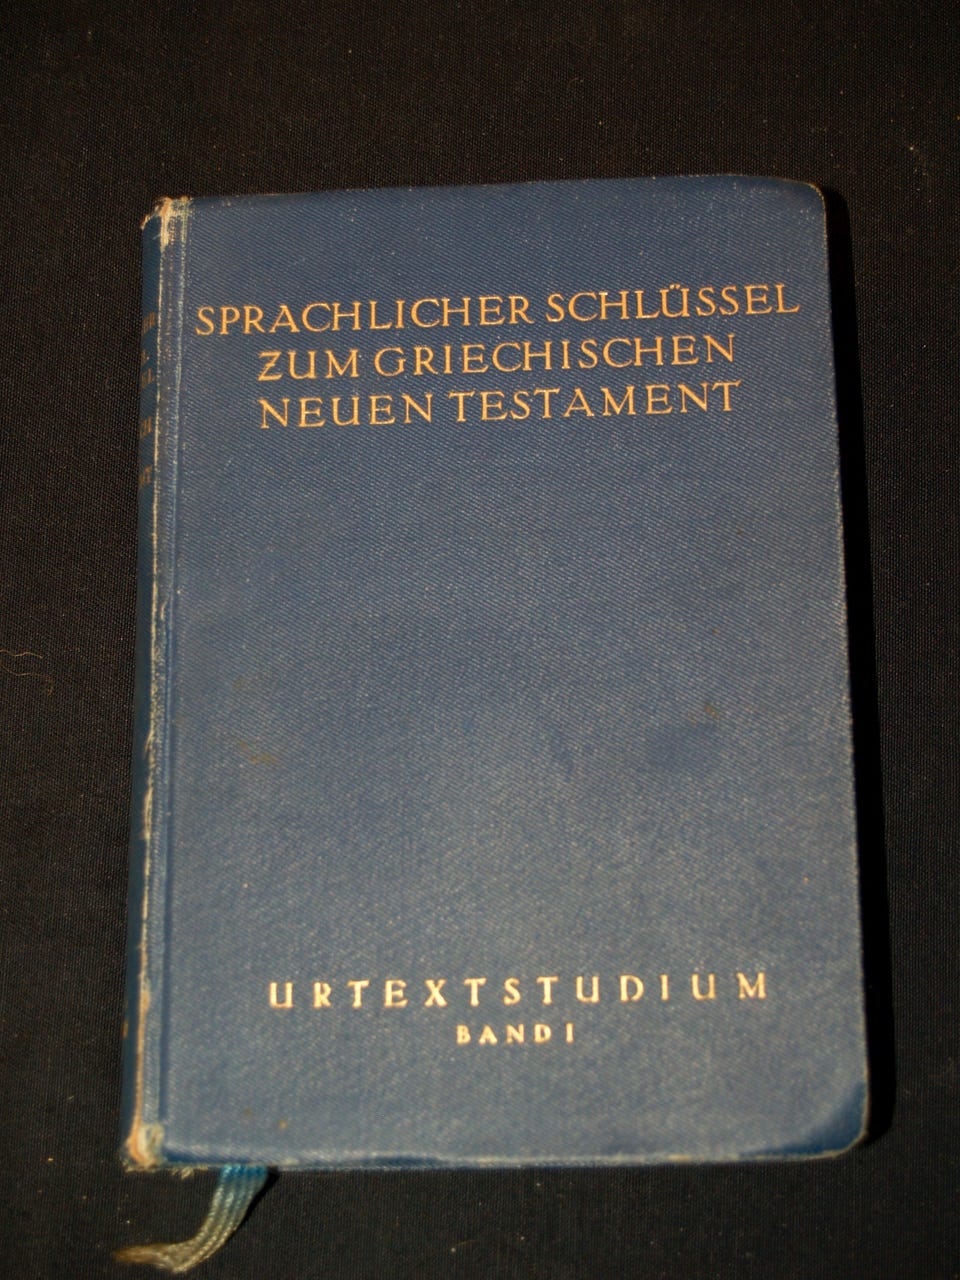 SPRACHLICHER SCHLÜSSEL
ZUM GRIECHISCHEN
NEUEN TESTAMENT
URTEXTSTUDIUM
BAND I